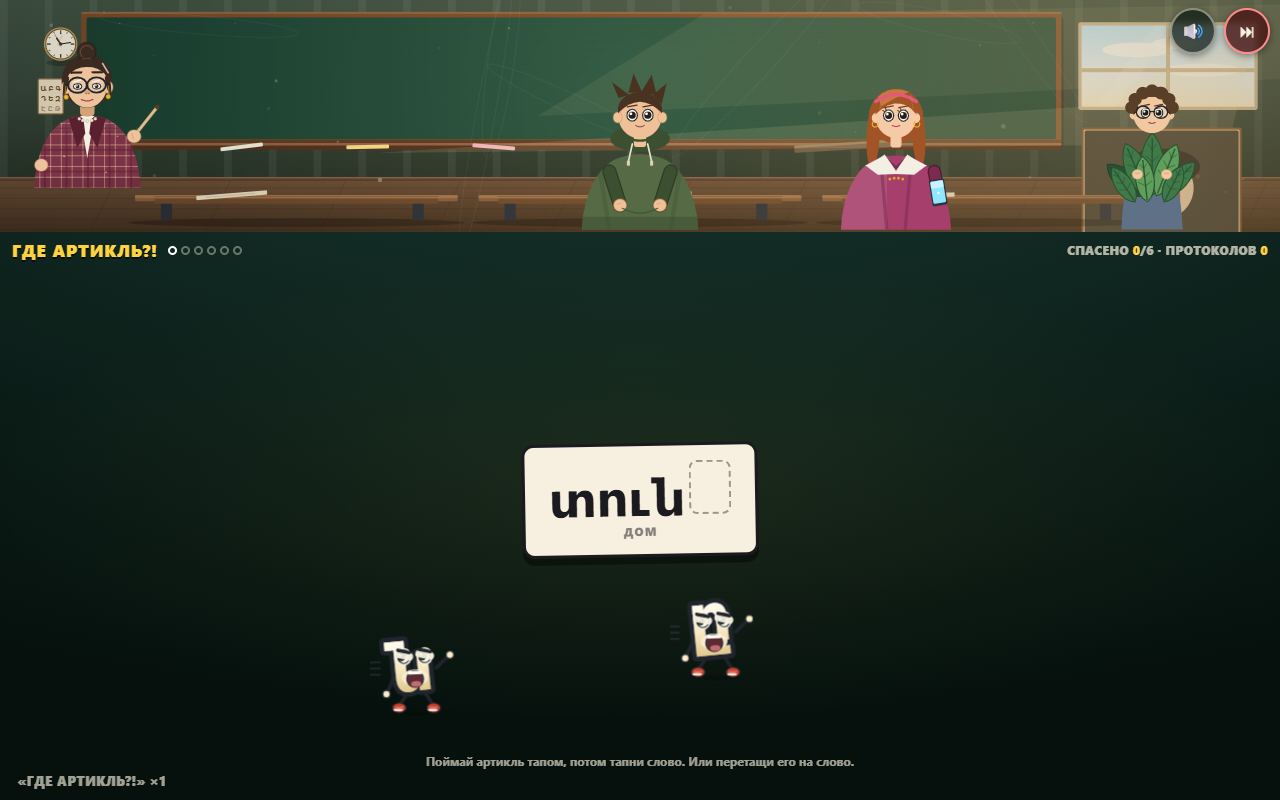 Ա Բ Գ
Դ Ե Զ
Է Ը Թ
ГДЕ АРТИКЛЬ?!
СПАСЕНО 0/6 · ПРОТОКОЛОВ 0
տուն
дом
Поймай артикль тапом, потом тапни слово. Или перетащи его на слово.
«ГДЕ АРТИКЛЬ?!» ×1